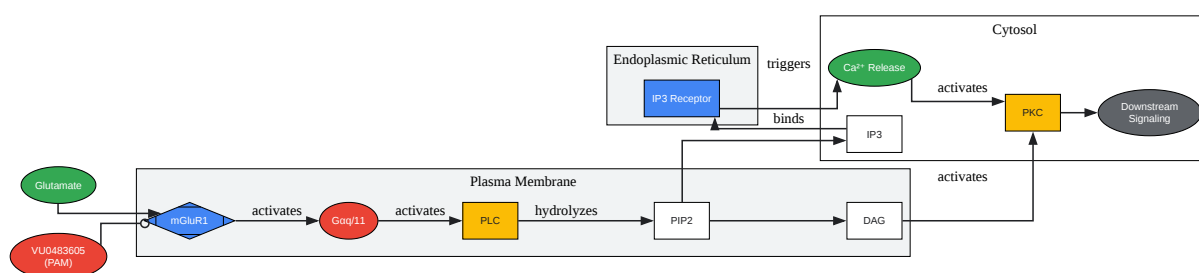 Cytosol
Endoplasmic Reticulum
triggers
Ca²⁺ Release
IP3 Receptor
activates
PKC
Downstream
Signaling
binds
IP3
Plasma Membrane
activates
Glutamate
mGluR1
activates
Gαq/11
activates
PLC
hydrolyzes
PIP2
DAG
VU0483605
(PAM)